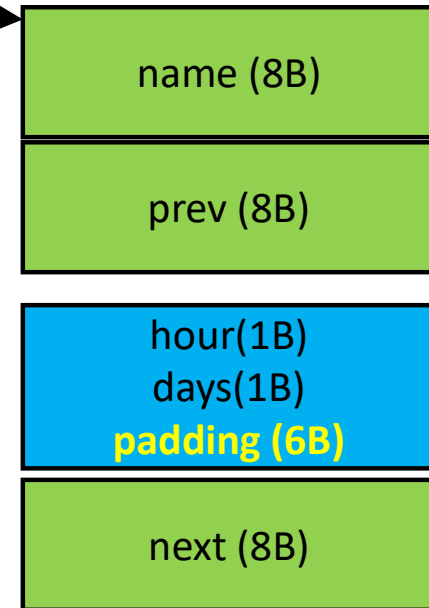 name (8B)
prev (8B)
hour(1B)
days(1B)
padding (6B)
next (8B)